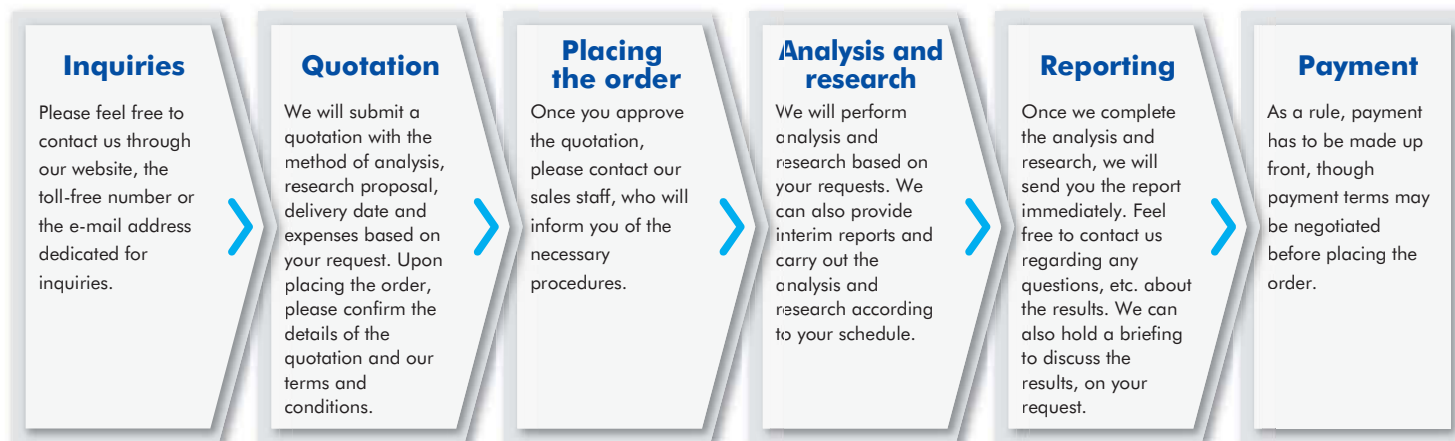 Inquiries
Please feel free to
contact us through
our website, the
toll-free number or
the e-mail address
dedicated for
inquiries.
Quotation
We will submit a
quotation with the
method of analysis,
research proposal,
delivery date and
expenses based on
your request. Upon
placing the order,
please confirm the
details of the
quotation and our
terms and
conditions.
Placing
the order
Once you approve
the quotation,
please contact our
sales staff, who will
inform you of the
necessary
procedures.
Analysis and
research
We will perform
analysis and
research based on
your requests. We
can also provide
interim reports and
carry out the
analysis and
research according
to your schedule.
Reporting
Once we complete
the analysis and
research, we will
send you the report
immediately. Feel
free to contact us
regarding any
questions, etc. about
the results. We can
also hold a briefing
to discuss the
results, on your
request.
Payment
As a rule, payment
has to be made up
front, though
payment terms may
be negotiated
before placing the
order.